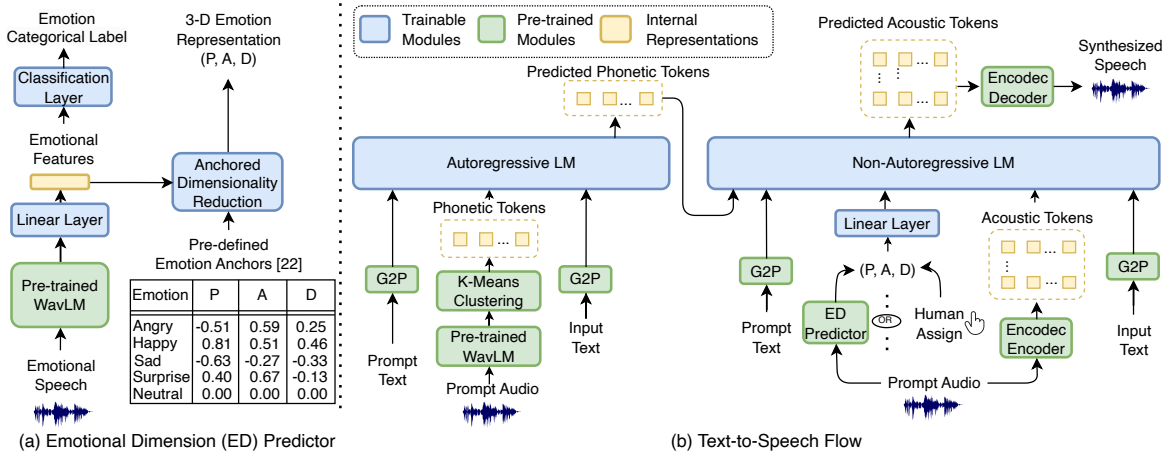 Emotion
Categorical Label
Classification
Layer
Emotional
Features
Linear Layer
Pre-trained
WavLM
Emotional
Speech
3-D Emotion
Representation
(P, A, D)
Anchored
Dimensionality
Reduction
Pre-defined
Emotion Anchors [22]
Emotion P A D
Angry -0.51 0.59 0.25
Happy 0.81 0.51 0.46
Sad -0.63 -0.27 -0.33
Surprise 0.40 0.67 -0.13
Neutral 0.00 0.00 0.00
(a) Emotional Dimension (ED) Predictor
Trainable
Modules
Pre-trained
Modules
Internal
Representations
Predicted Phonetic Tokens
...
Autoregressive LM
Phonetic Tokens
...
G2P
K-Means
Clustering
G2P
Pre-trained
WavLM
Prompt
Text
Input
Text
Prompt Audio
Predicted Acoustic Tokens
...
...
Encodec
Decoder
Synthesized
Speech
Non-Autoregressive LM
Linear Layer
Acoustic Tokens
...
...
G2P
(P, A, D)
G2P
ED
Predictor
OR
Human
Assign
Encodec
Encoder
Prompt
Text
Input
Text
Prompt Audio
(b) Text-to-Speech Flow